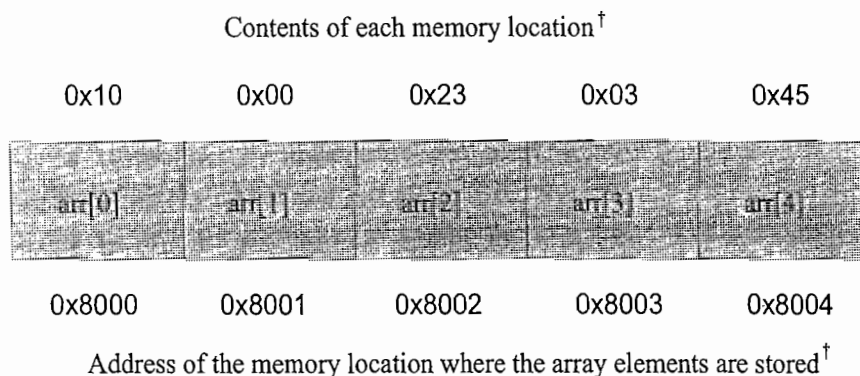 Contents of each memory location†
0x10 0x00 0x23 0x03 0x45
arr[0] arr[1] arr[2] arr[3] arr[4]
0x8000 0x8001 0x8002 0x8003 0x8004
Address of the memory location where the array elements are stored†